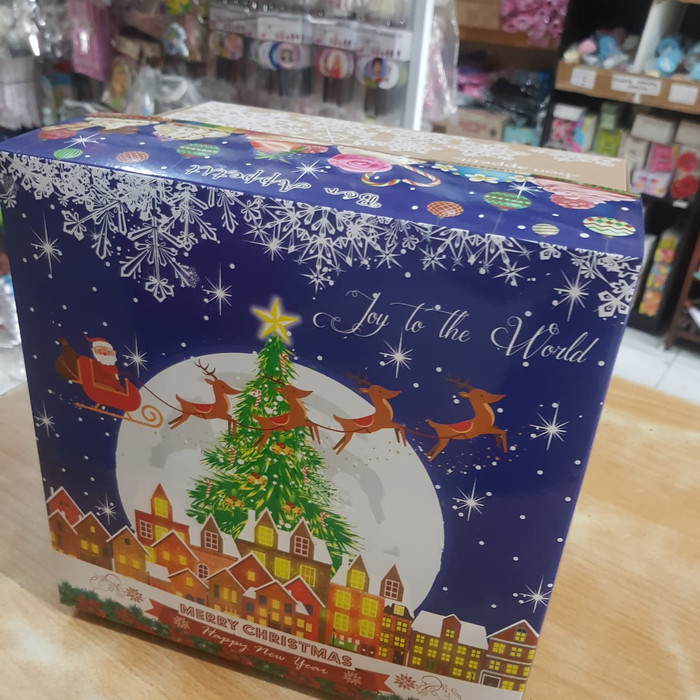 Bon
Appetit
Joy to the World
MERRY CHRISTMAS
Happy New Year